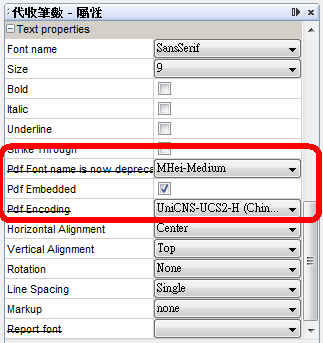 代收筆數 - 屬性
Text properties
Font name SansSerif
Size 9
Bold
Italic
Underline
Strike Through
Pdf Font name is now depreca MHei-Medium
Pdf Embedded
Pdf Encoding UniCNS-UCS2-H (Chin...
Horizontal Alignment Center
Vertical Alignment Top
Rotation None
Line Spacing Single
Markup none
Report font